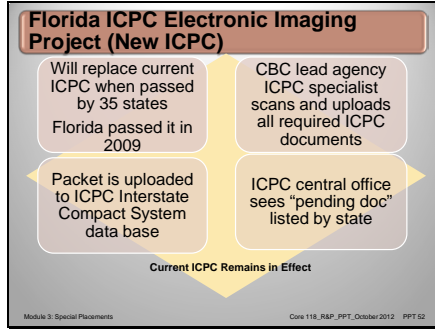 Florida ICPC Electronic Imaging
Project (New ICPC)
Will replace current
ICPC when passed
by 35 states
Florida passed it in
2009
CBC lead agency
ICPC specialist
scans and uploads
all required ICPC
documents
Packet is uploaded
to ICPC Interstate
Compact System
data base
ICPC central office
sees “pending doc”
listed by state
Current ICPC Remains in Effect
Module 3: Special Placements
Core 118_R&P_PPT_October 2012 PPT 52